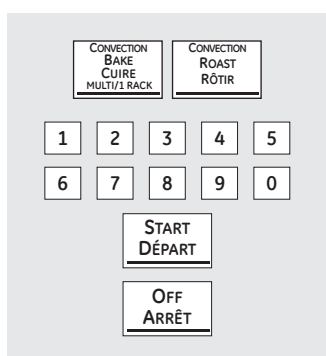 CONVECTION
BAKE
CUIRE
MULTI/1 RACK
CONVECTION
ROAST
RÔTIR
1 2 3 4 5
6 7 8 9 0
START
DÉPART
OFF
ARRÊT